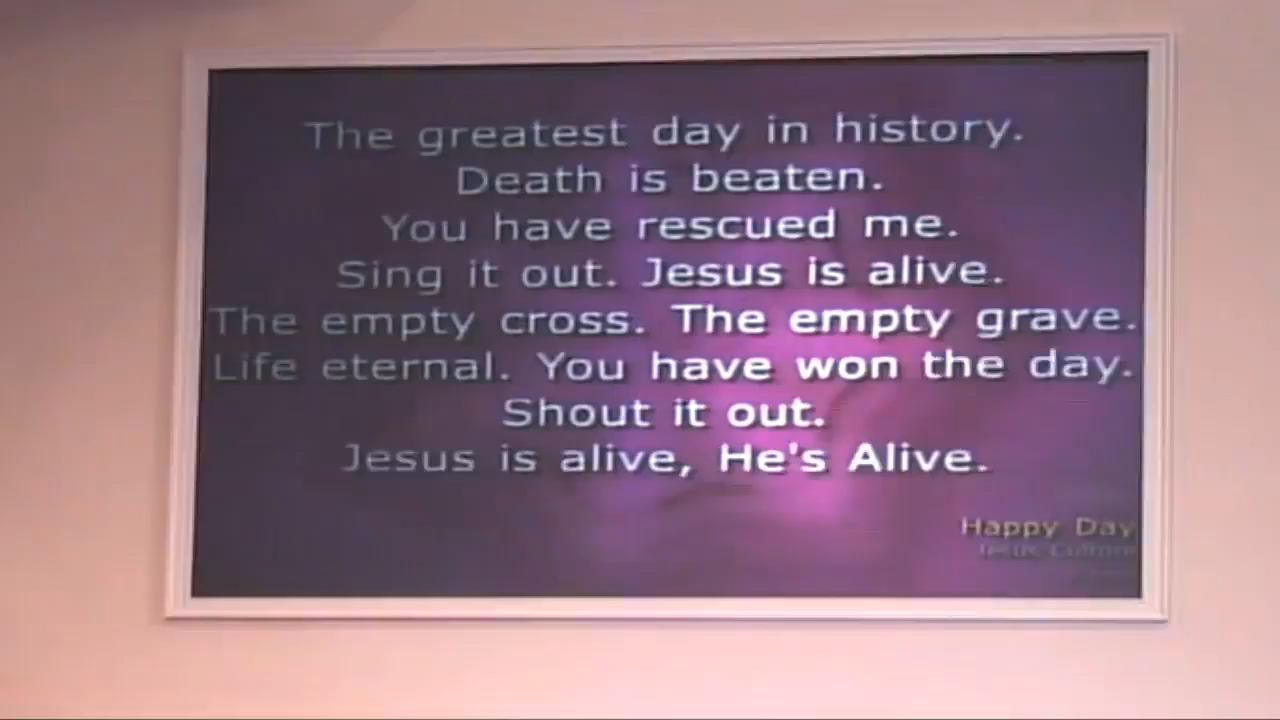 The greatest day in history.
Death is beaten.
You have rescued me.
Sing it out. Jesus is alive.
The empty cross. The empty grave.
Life eternal. You have won the day.
Shout it out.
Jesus is alive, He's Alive.
Happy Day
Jesus Culture